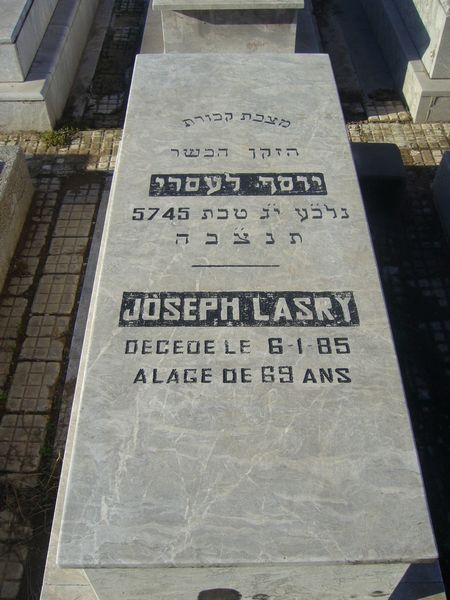 מצבת קבורת
הזקן הכשר
יוסף לעסרי
נלב״ע י״ג טבת 5745
ת נ צ״ב ה
JOSEPH LASRY
DECEDE LE 6-1-85
A LAGE DE 69 ANS